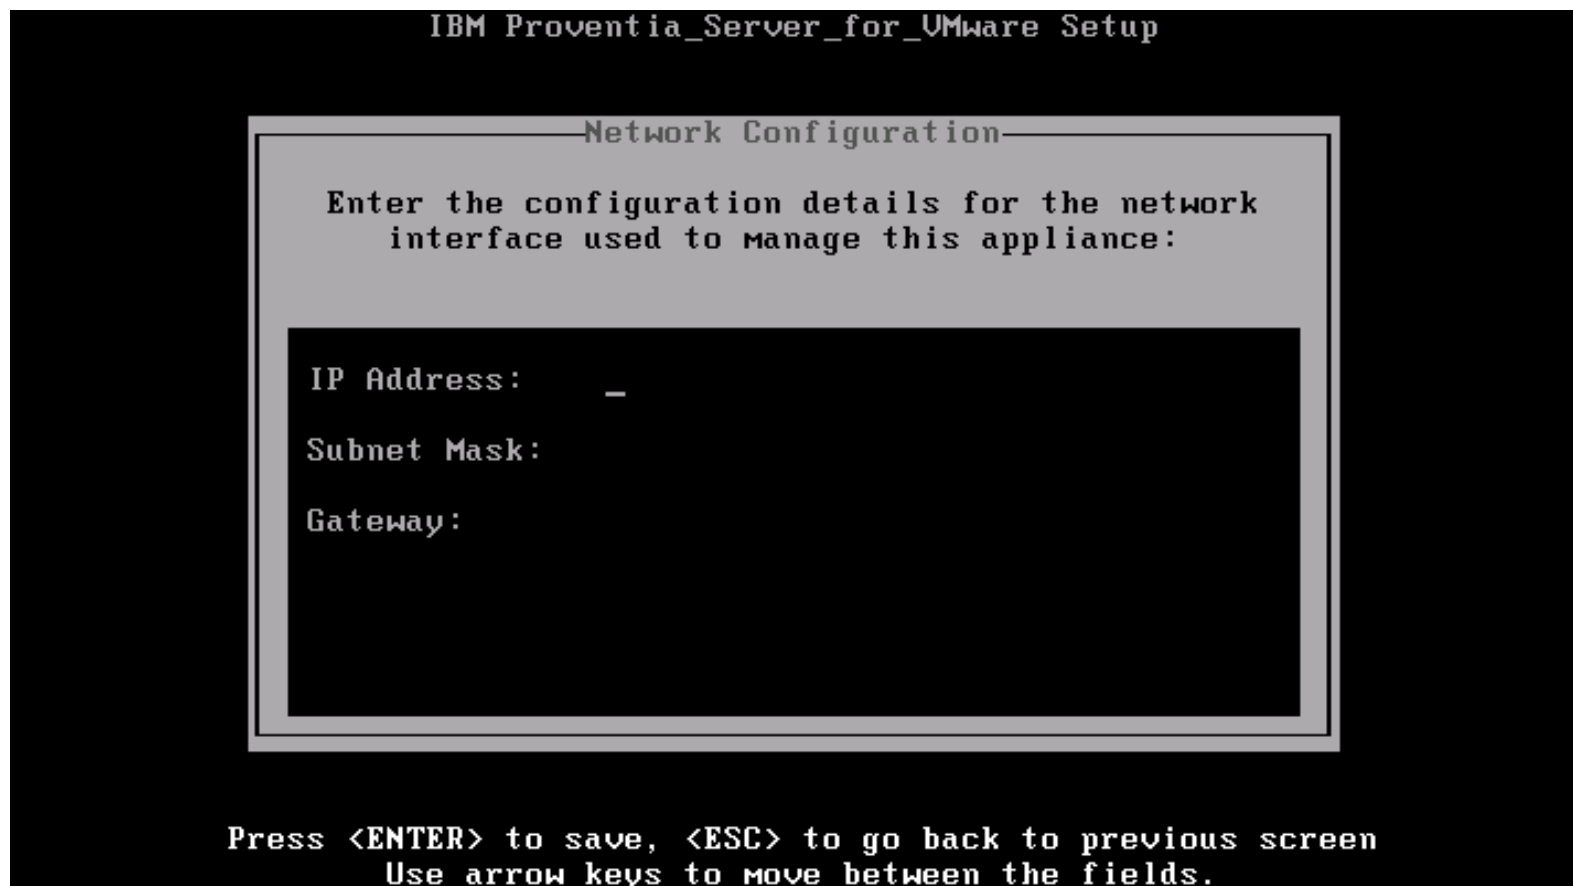 IBM Proventia_Server_for_VMware Setup
Network Configuration
Enter the configuration details for the network
interface used to manage this appliance:
IP Address: _
Subnet Mask:
Gateway:
Press <ENTER> to save, <ESC> to go back to previous screen
Use arrow keys to move between the fields.